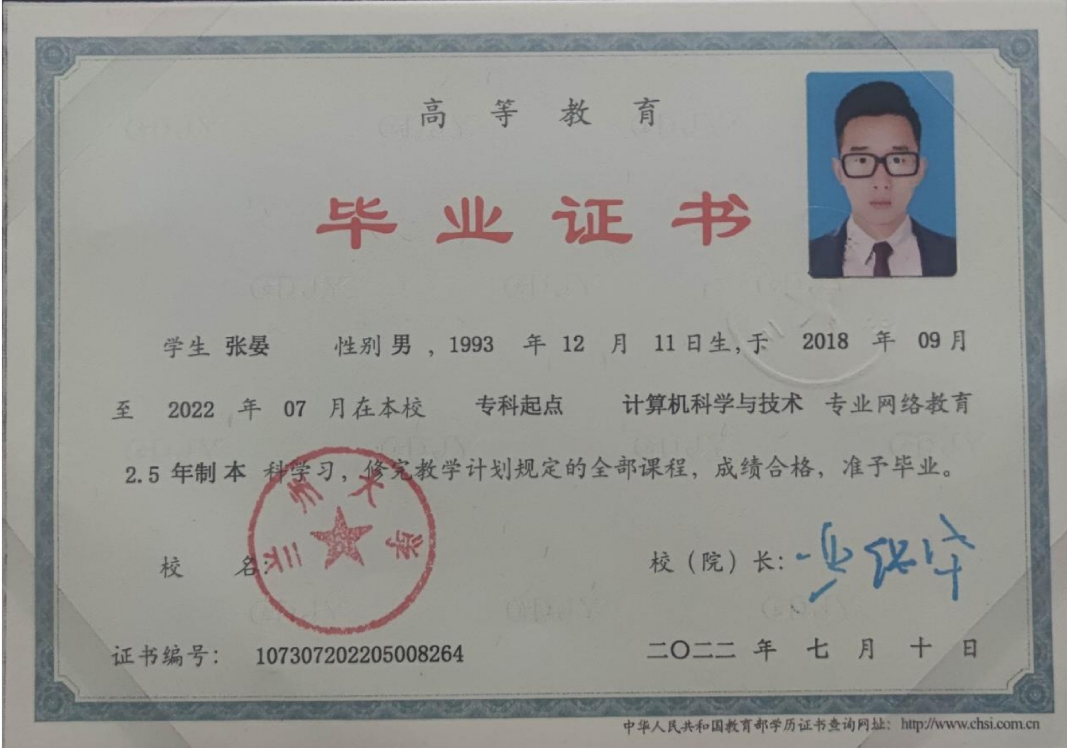 高等教育
毕业证书
学生 张晏 性别 男 , 1993 年 12 月 11 日生, 于 2018 年 09 月
至 2022 年 07 月在本校 专科起点 计算机科学与技术 专业网络教育
2.5 年制 本 科学习，修完教学计划规定的全部课程，成绩合格，准予毕业。
兰州大学
校 名: 校（院）长:
证书编号： 107307202205008264 二〇二二 年 七 月 十 日
中华人民共和国教育部学历证书查询网址： http://www.chsi.com.cn